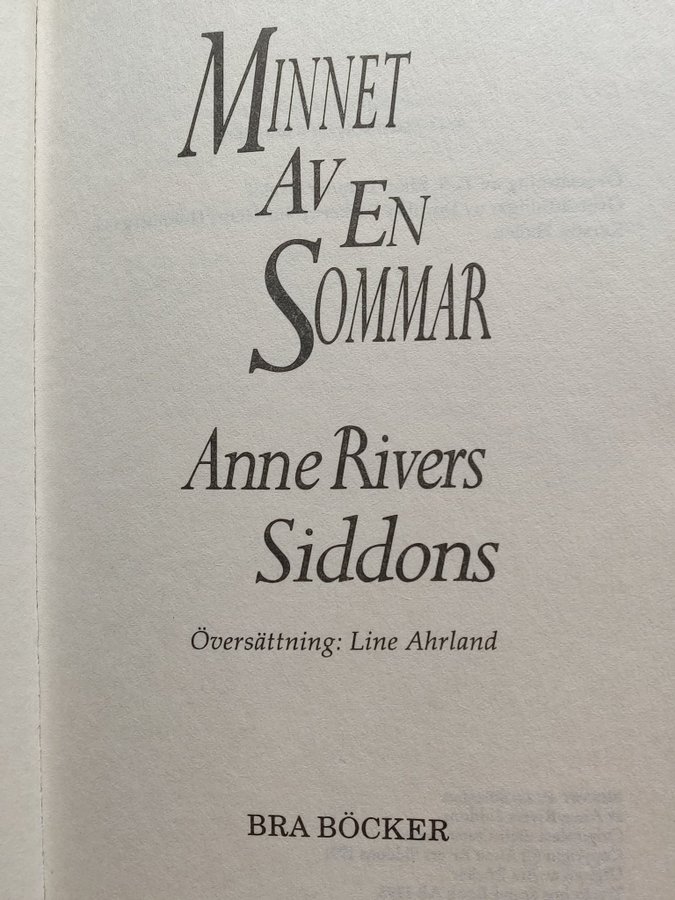 MINNET
AV EN
SOMMAR
Anne Rivers
Siddons
Översättning: Line Ahrland
BRA BÖCKER